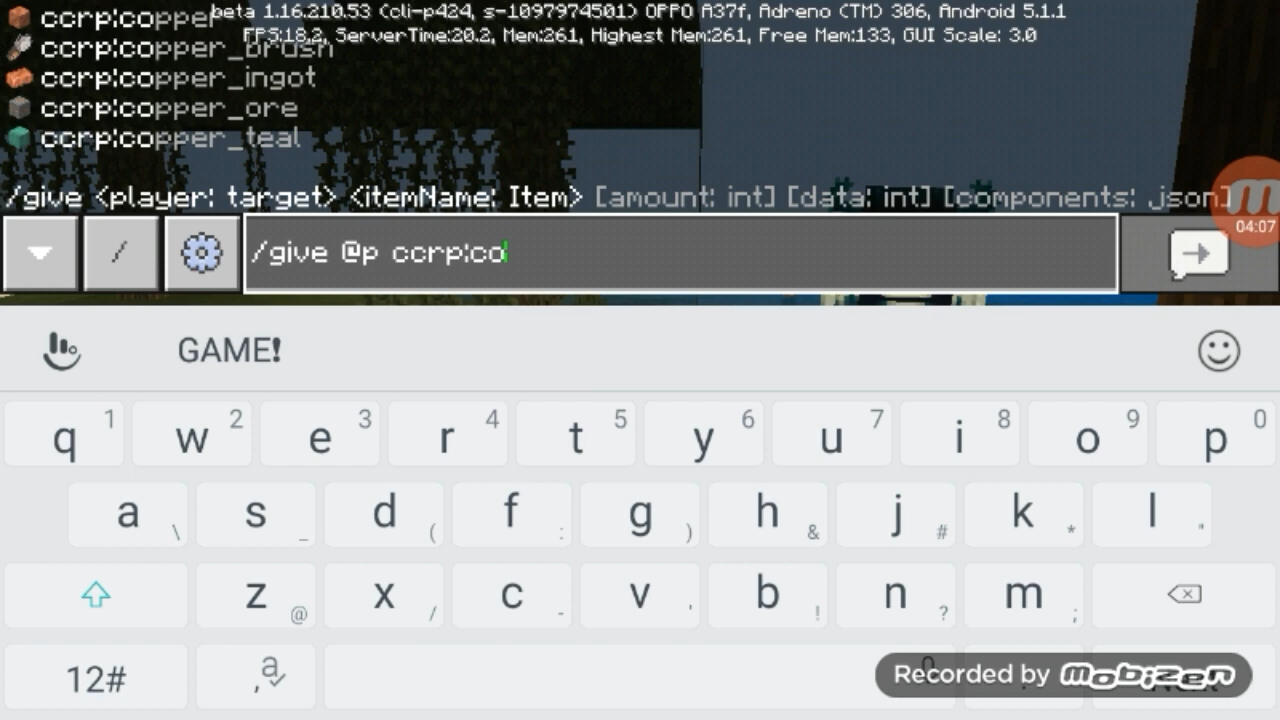 ccrp:copper
beta 1.16.210.53 (cli-p424, s-1097974501) OPPO A37f, Adreno (TM) 306, Android 5.1.1
FPS:18.2, ServerTime:20.2, Mem:261, Highest Mem:261, Free Mem:133, GUI Scale: 3.0
ccrp:copper_brush
ccrp:copper_ingot
ccrp:copper_ore
ccrp:copper_teal
/give <player: target> <itemName: Item> [amount: int] [data: int] [components: json]
04:07
/ /give @p ccrp:co
GAME!
q 1 w 2 e 3 r 4 t 5 y 6 u 7 i 8 o 9 p 0
a \ s _ d ( f : g ) h & j # k * l "
z @ x / c - v ' b ! n ? m ;
12# , a
Recorded by mobizen